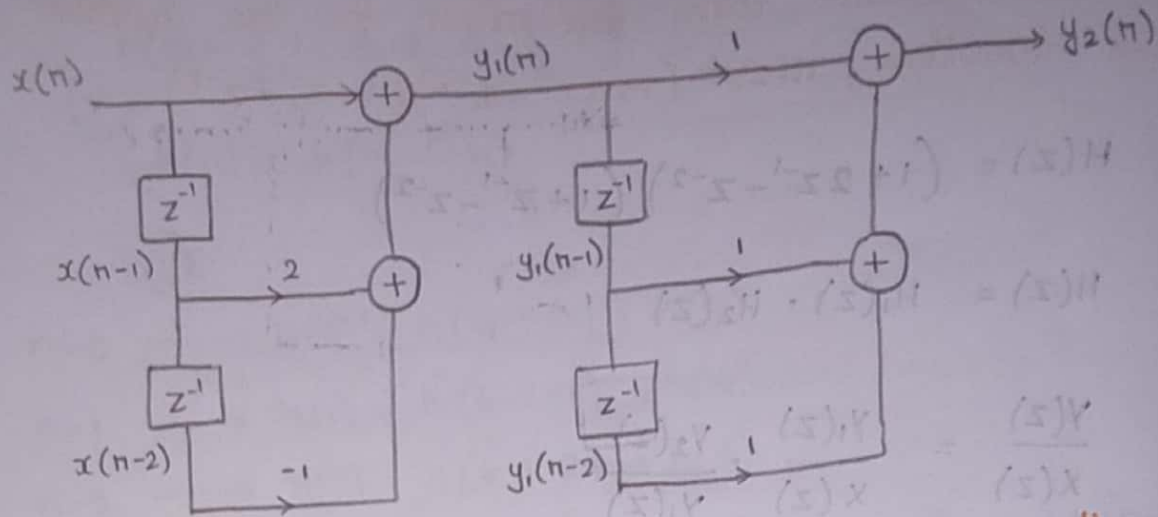 x(n) + y₁(n) 1 + y₂(n)
z⁻¹ z⁻¹
x(n-1) 2 + y₁(n-1) 1 +
z⁻¹ z⁻¹
x(n-2) -1 y₁(n-2) 1